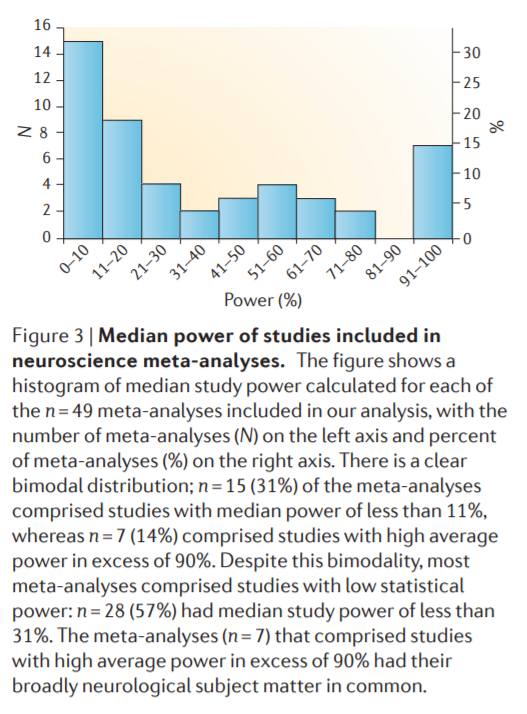 16
14
12
10
8
6
4
2
0
N
30
25
20
15
10
5
0
%
0–10
11–20
21–30
31–40
41–50
51–60
61–70
71–80
81–90
91–100
Power (%)
Figure 3 | Median power of studies included in
neuroscience meta-analyses. The figure shows a
histogram of median study power calculated for each of
the n = 49 meta-analyses included in our analysis, with the
number of meta-analyses (N) on the left axis and percent
of meta-analyses (%) on the right axis. There is a clear
bimodal distribution; n = 15 (31%) of the meta-analyses
comprised studies with median power of less than 11%,
whereas n = 7 (14%) comprised studies with high average
power in excess of 90%. Despite this bimodality, most
meta-analyses comprised studies with low statistical
power: n = 28 (57%) had median study power of less than
31%. The meta-analyses (n = 7) that comprised studies
with high average power in excess of 90% had their
broadly neurological subject matter in common.